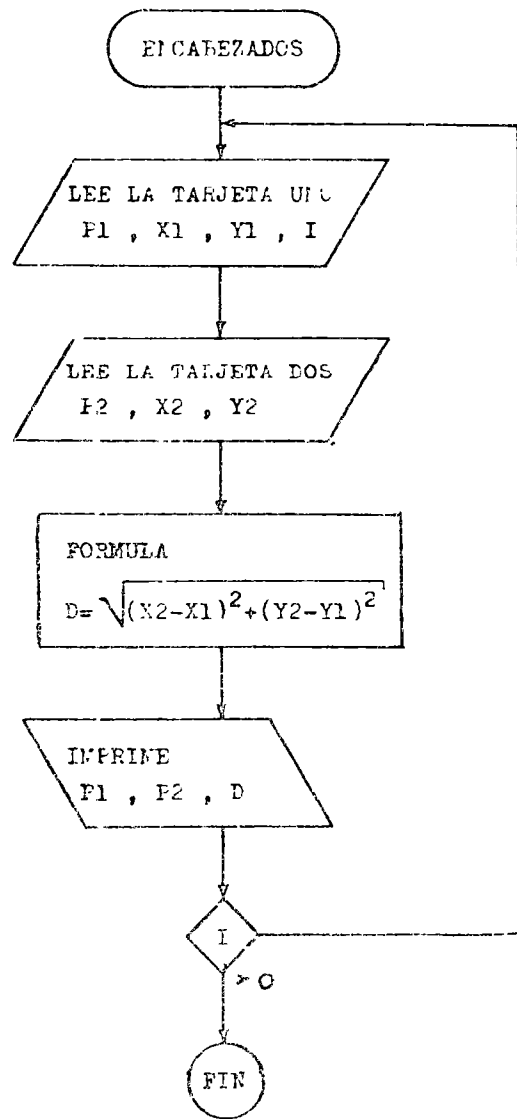 ENCABEZADOS
LEE LA TARJETA UNO
P1 , X1 , Y1 , I
LEE LA TARJETA DOS
P2 , X2 , Y2
FORMULA
D= √(X2-X1)²+(Y2-Y1)²
IMPRIME
P1 , P2 , D
I
> 0
FIN